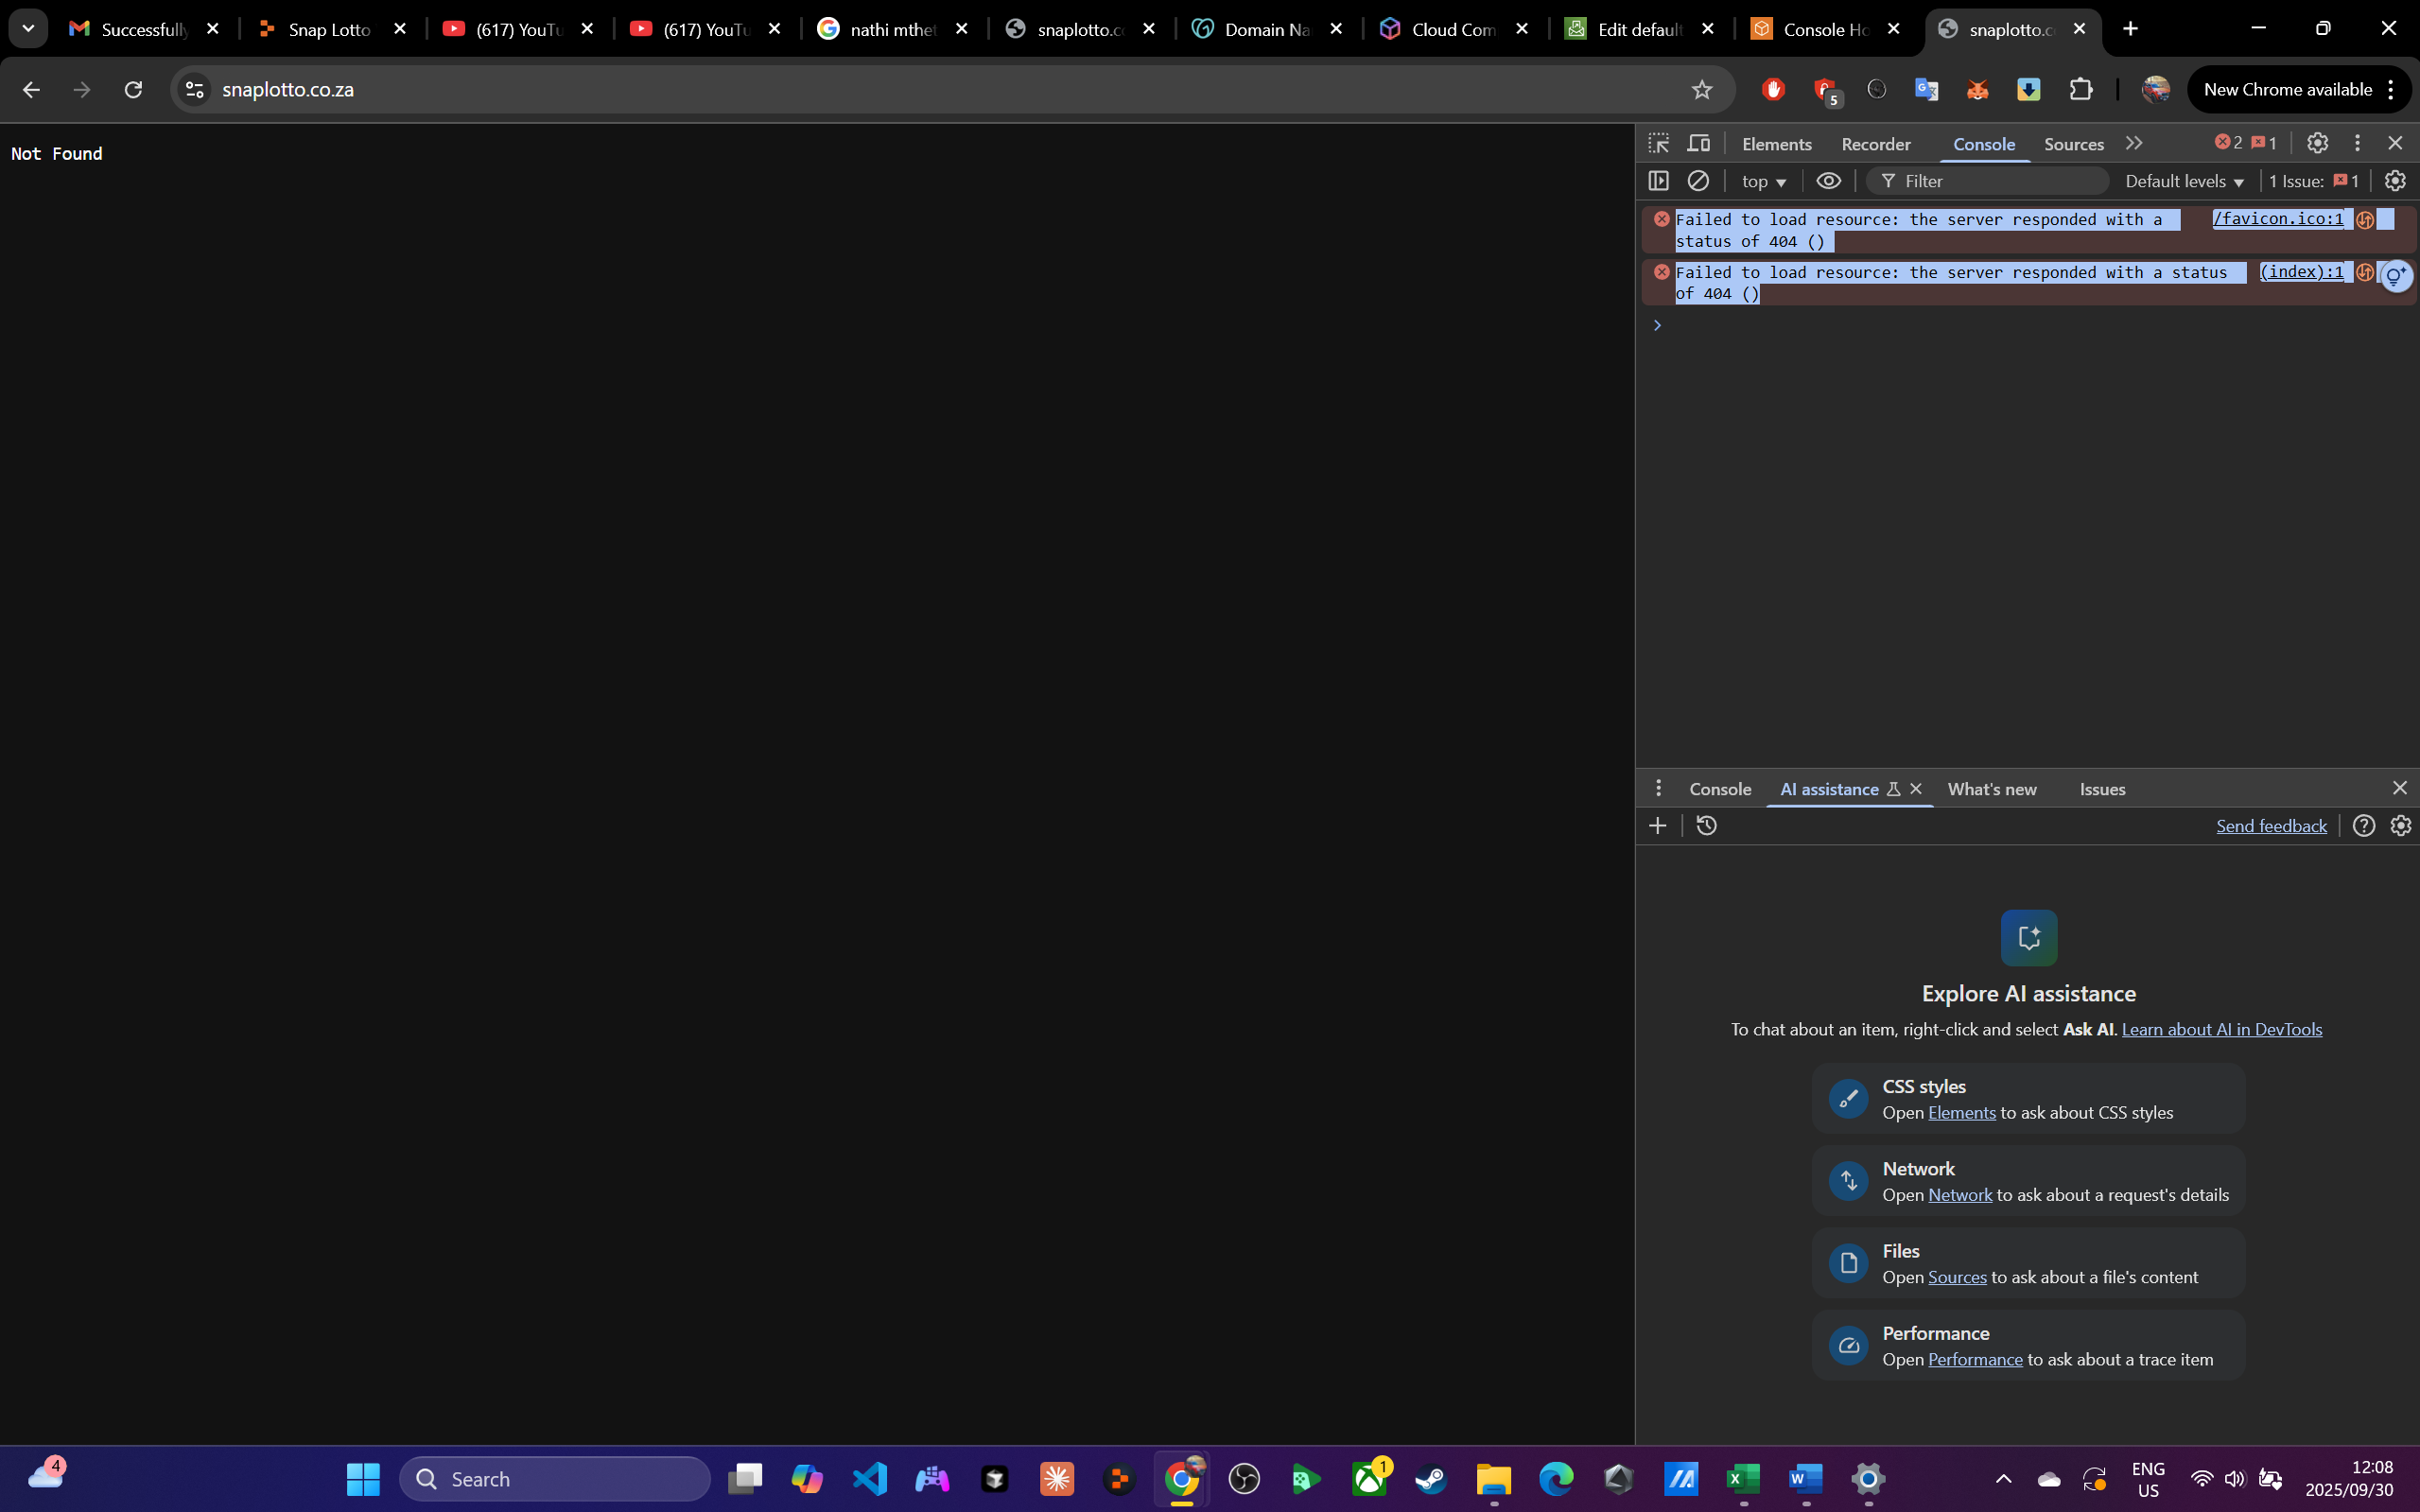 Successfully
Snap Lotto
(617) YouTu
(617) YouTu
nathi mthet
snaplotto.co
Domain Na
Cloud Com
Edit default
Console Ho
snaplotto.c
snaplotto.co.za
5
New Chrome available
Not Found
Elements
Recorder
Console
Sources
2
1
top
Filter
Default levels
1 Issue: 1
Failed to load resource: the server responded with a /favicon.ico:1
status of 404 ()
Failed to load resource: the server responded with a status (index):1
of 404 ()
Console
AI assistance
What's new
Issues
Send feedback
Explore AI assistance
To chat about an item, right-click and select Ask AI. Learn about AI in DevTools
CSS styles
Open Elements to ask about CSS styles
Network
Open Network to ask about a request's details
Files
Open Sources to ask about a file's content
Performance
Open Performance to ask about a trace item
4
Search
1
ENG
US
12:08
2025/09/30